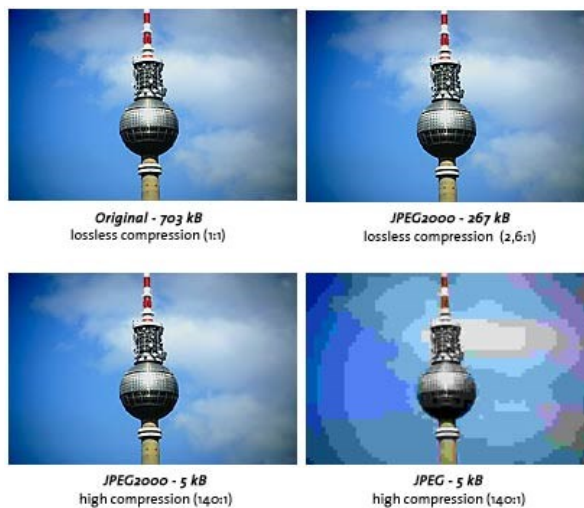 Original - 703 kB
lossless compression (1:1)
JPEG2000 - 267 kB
lossless compression (2,6:1)
JPEG2000 - 5 kB
high compression (140:1)
JPEG - 5 kB
high compression (140:1)